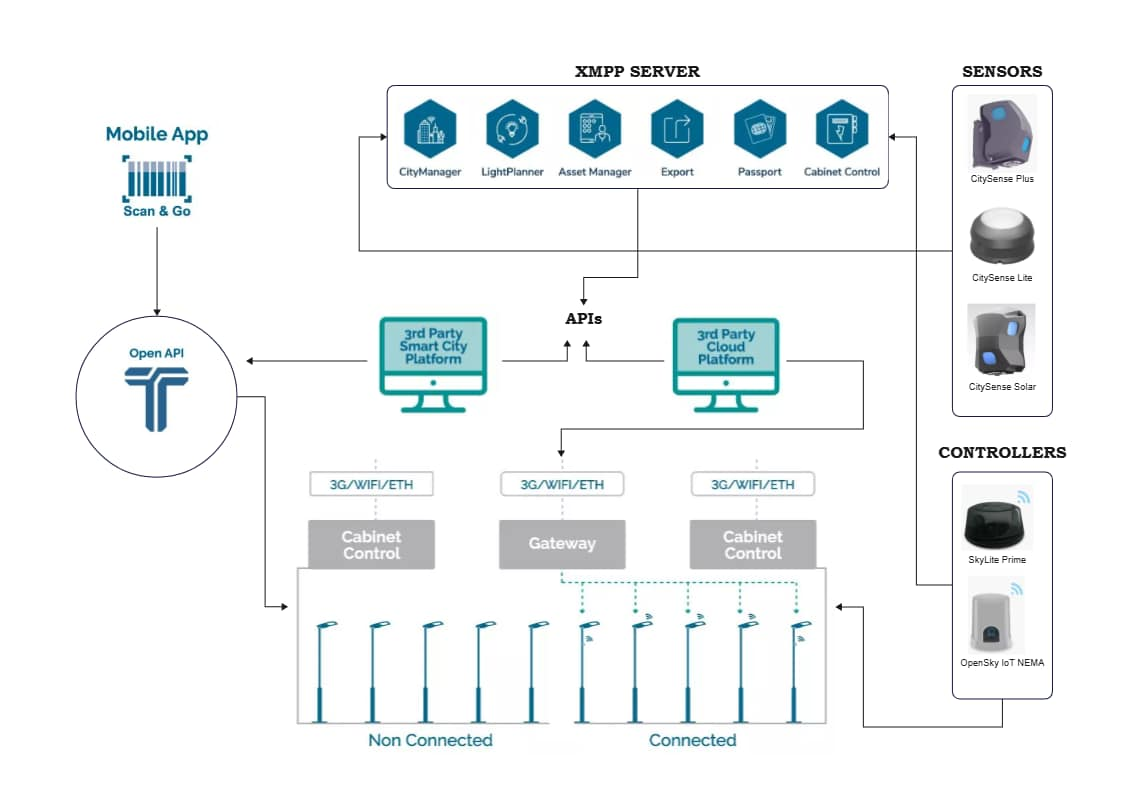 XMPP SERVER
SENSORS
CityManager
LightPlanner
Asset Manager
Export
Passport
Cabinet Control
CitySense Plus
CitySense Lite
CitySense Solar
Mobile App
Scan & Go
Open API
APIs
3rd Party
Smart City
Platform
3rd Party
Cloud
Platform
CONTROLLERS
SkyLite Prime
OpenSky IoT NEMA
3G/WIFI/ETH
3G/WIFI/ETH
3G/WIFI/ETH
Cabinet
Control
Gateway
Cabinet
Control
Non Connected
Connected